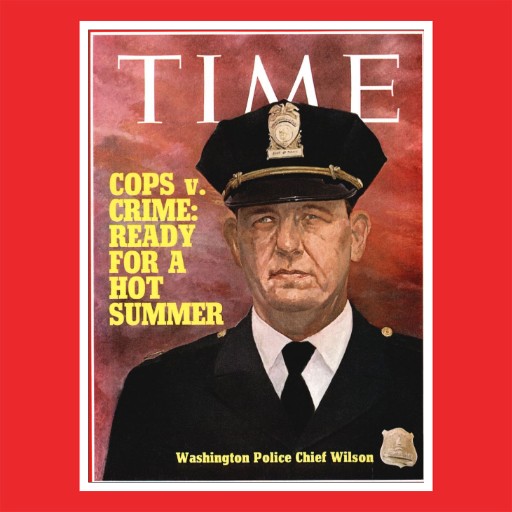 TIME
COPS v.
CRIME:
READY
FOR A
HOT
SUMMER
Washington Police Chief Wilson